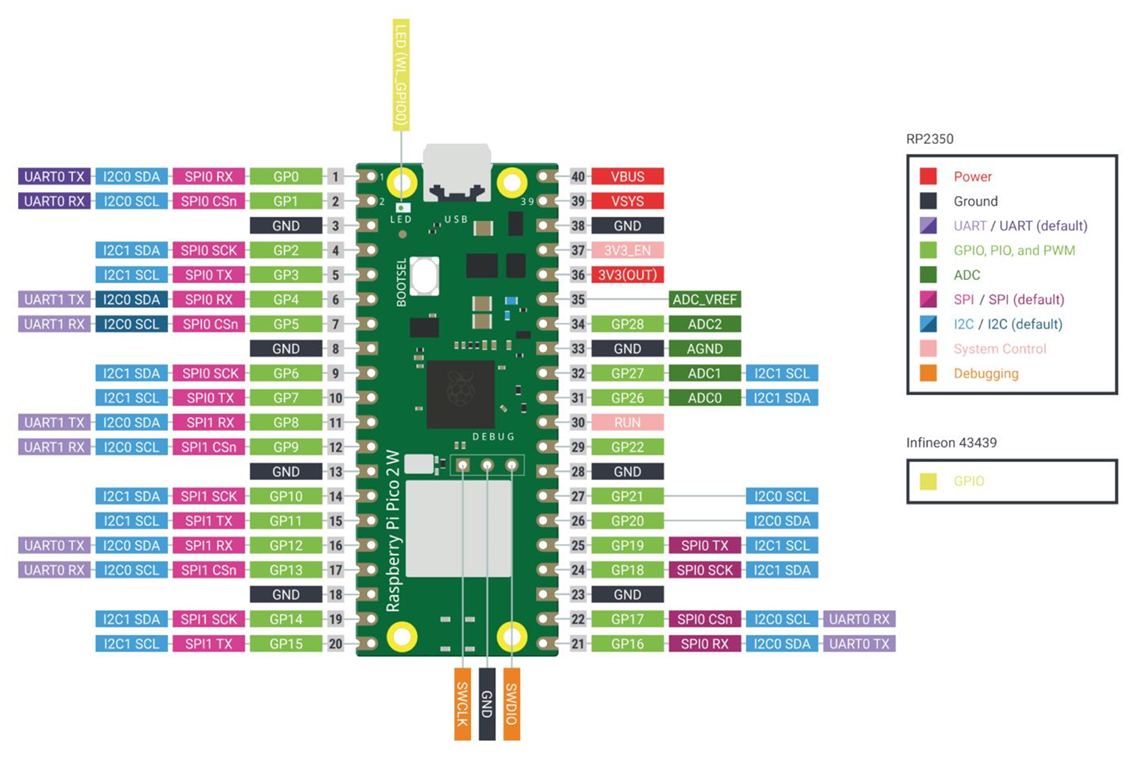 LED (WL_GPIO0)
UART0 TX I2C0 SDA SPI0 RX GP0 1
UART0 RX I2C0 SCL SPI0 CSn GP1 2
GND 3
I2C1 SDA SPI0 SCK GP2 4
I2C1 SCL SPI0 TX GP3 5
UART1 TX I2C0 SDA SPI0 RX GP4 6
UART1 RX I2C0 SCL SPI0 CSn GP5 7
GND 8
I2C1 SDA SPI0 SCK GP6 9
I2C1 SCL SPI0 TX GP7 10
UART1 TX I2C0 SDA SPI1 RX GP8 11
UART1 RX I2C0 SCL SPI1 CSn GP9 12
GND 13
I2C1 SDA SPI1 SCK GP10 14
I2C1 SCL SPI1 TX GP11 15
UART0 TX I2C0 SDA SPI1 RX GP12 16
UART0 RX I2C0 SCL SPI1 CSn GP13 17
GND 18
I2C1 SDA SPI1 SCK GP14 19
I2C1 SCL SPI1 TX GP15 20
1
2
39
LED
USB
BOOTSEL
DEBUG
Raspberry Pi Pico 2 W
40 VBUS
39 VSYS
38 GND
37 3V3_EN
36 3V3(OUT)
35 ADC_VREF
34 GP28 ADC2
33 GND AGND
32 GP27 ADC1 I2C1 SCL
31 GP26 ADC0 I2C1 SDA
30 RUN
29 GP22
28 GND
27 GP21 I2C0 SCL
26 GP20 I2C0 SDA
25 GP19 SPI0 TX I2C1 SCL
24 GP18 SPI0 SCK I2C1 SDA
23 GND
22 GP17 SPI0 CSn I2C0 SCL UART0 RX
21 GP16 SPI0 RX I2C0 SDA UART0 TX
SWCLK
GND
SWDIO
RP2350
Power
Ground
UART / UART (default)
GPIO, PIO, and PWM
ADC
SPI / SPI (default)
I2C / I2C (default)
System Control
Debugging
Infineon 43439
GPIO